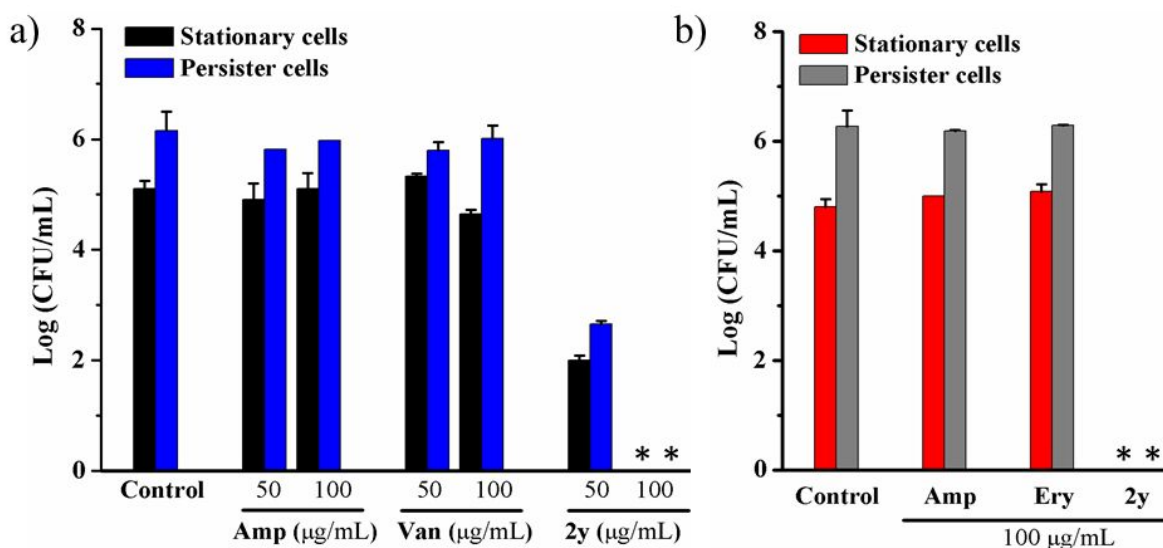 a)
Stationary cells
Persister cells
Log (CFU/mL)
8
6
4
2
0
* *
Control
50 100
50 100
50 100
Amp (μg/mL)
Van (μg/mL)
2y (μg/mL)
b)
Stationary cells
Persister cells
Log (CFU/mL)
8
6
4
2
0
* *
Control
Amp
Ery
2y
100 μg/mL